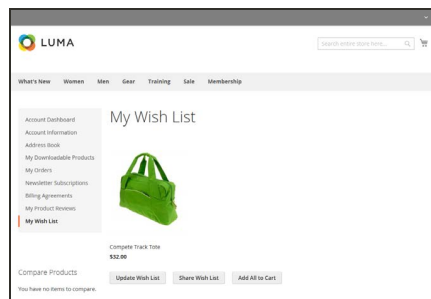 LUMA
Search entire store here...
What's New Women Men Gear Training Sale Membership
Account Dashboard
Account Information
Address Book
My Downloadable Products
My Orders
Newsletter Subscriptions
Billing Agreements
My Product Reviews
My Wish List
My Wish List
Compete Track Tote
$32.00
Update Wish List Share Wish List Add All to Cart
Compare Products
You have no items to compare.